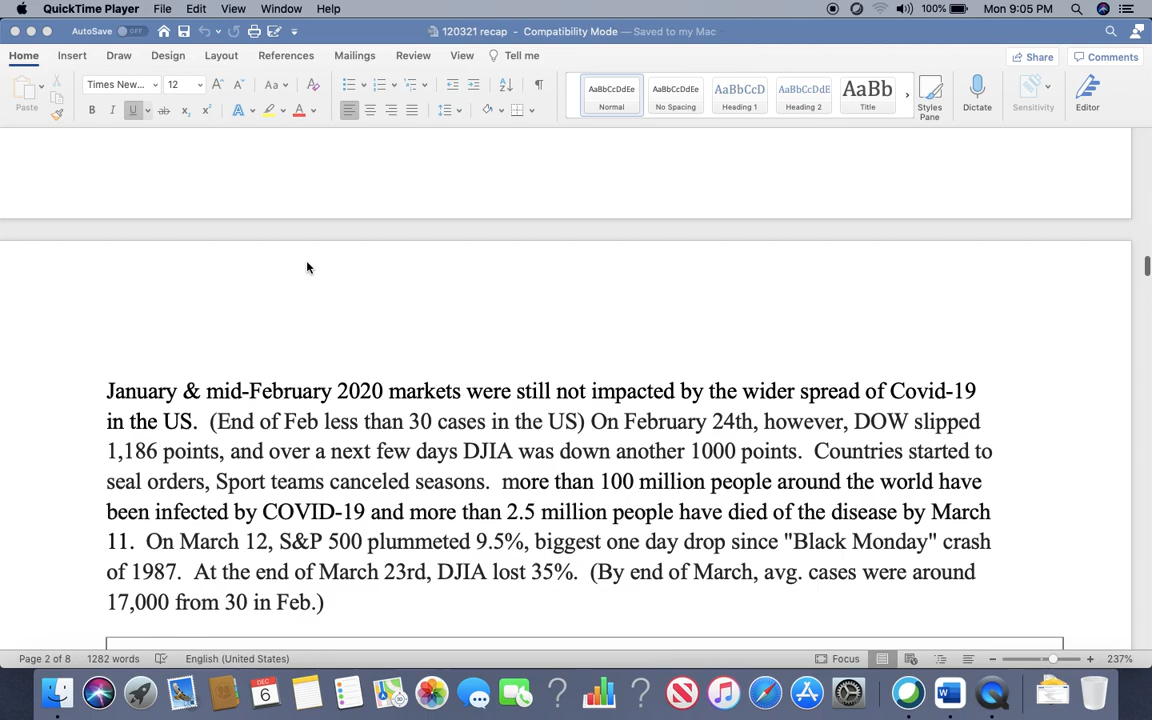 QuickTime Player File Edit View Window Help 100% Mon 9:05 PM
AutoSave OFF 120321 recap - Compatibility Mode — Saved to my Mac
Home Insert Draw Design Layout References Mailings Review View Tell me Share Comments
Paste Times New... 12 Aa AaBbCcDdEe AaBbCcDdEe AaBbCcD AaBbCcDdE AaBb
Normal No Spacing Heading 1 Heading 2 Title Styles Pane Dictate Sensitivity Editor
January & mid-February 2020 markets were still not impacted by the wider spread of Covid-19
in the US. (End of Feb less than 30 cases in the US) On February 24th, however, DOW slipped
1,186 points, and over a next few days DJIA was down another 1000 points. Countries started to
seal orders, Sport teams canceled seasons. more than 100 million people around the world have
been infected by COVID-19 and more than 2.5 million people have died of the disease by March
11. On March 12, S&P 500 plummeted 9.5%, biggest one day drop since "Black Monday" crash
of 1987. At the end of March 23rd, DJIA lost 35%. (By end of March, avg. cases were around
17,000 from 30 in Feb.)
Page 2 of 8 1282 words English (United States) Focus 237%
DEC
6